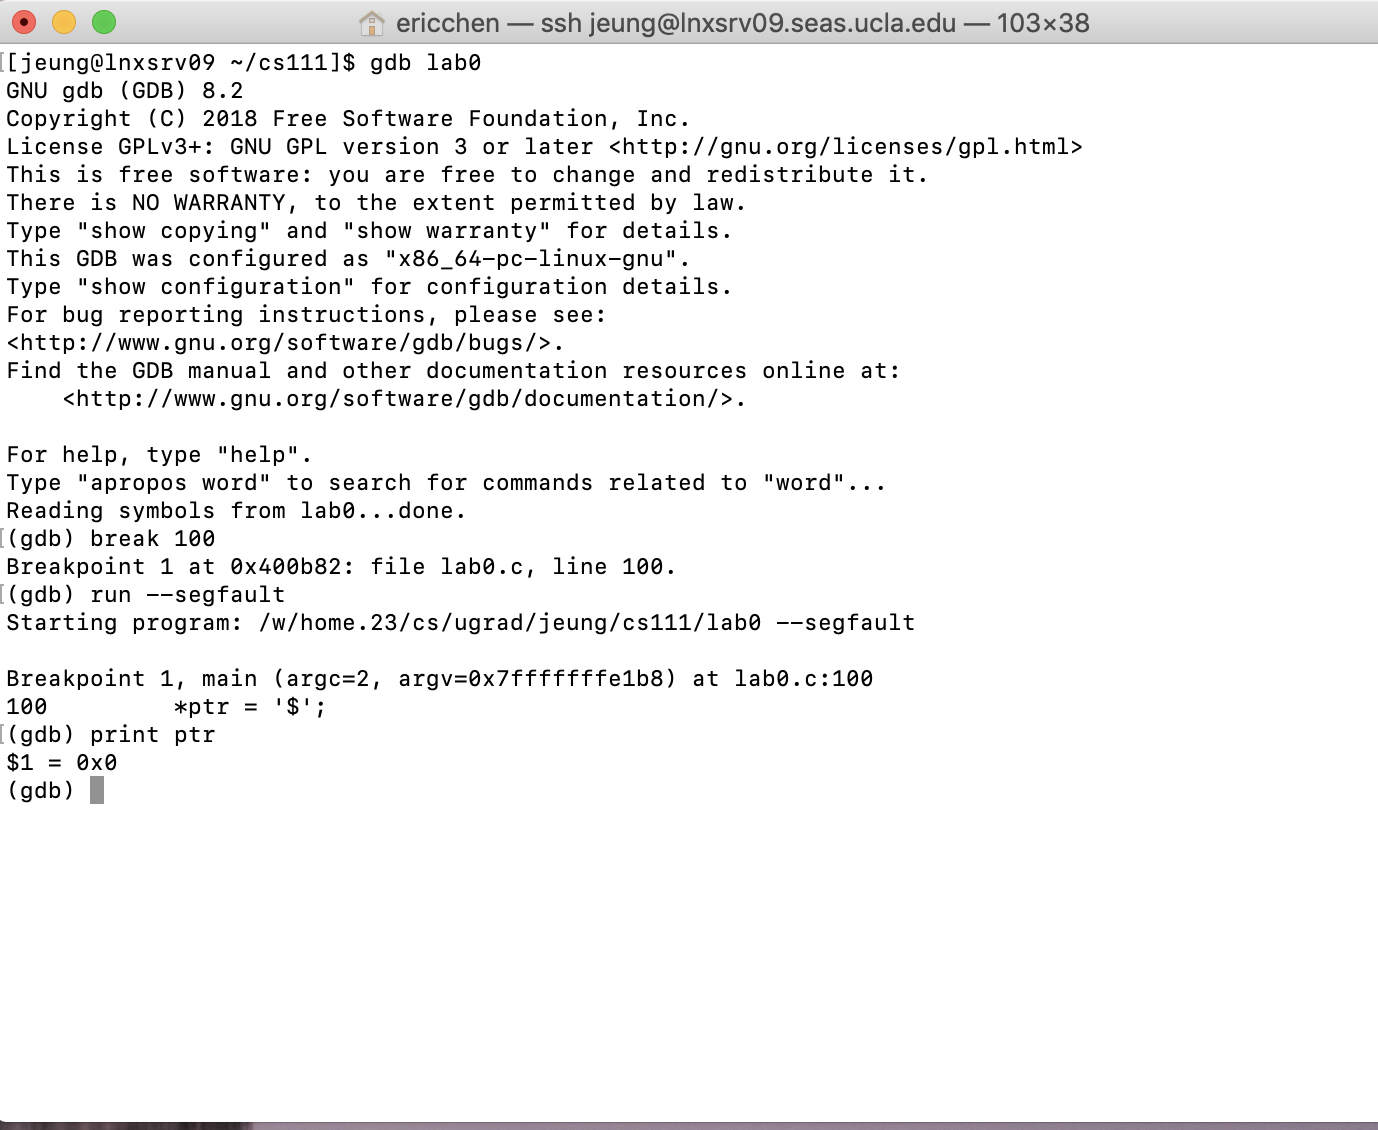 ericchen — ssh jeung@lnxsrv09.seas.ucla.edu — 103×38
[[jeung@lnxsrv09 ~/cs111]$ gdb lab0
GNU gdb (GDB) 8.2
Copyright (C) 2018 Free Software Foundation, Inc.
License GPLv3+: GNU GPL version 3 or later <http://gnu.org/licenses/gpl.html>
This is free software: you are free to change and redistribute it.
There is NO WARRANTY, to the extent permitted by law.
Type "show copying" and "show warranty" for details.
This GDB was configured as "x86_64-pc-linux-gnu".
Type "show configuration" for configuration details.
For bug reporting instructions, please see:
<http://www.gnu.org/software/gdb/bugs/>.
Find the GDB manual and other documentation resources online at:
    <http://www.gnu.org/software/gdb/documentation/>.

For help, type "help".
Type "apropos word" to search for commands related to "word"...
Reading symbols from lab0...done.
[(gdb) break 100
Breakpoint 1 at 0x400b82: file lab0.c, line 100.
[(gdb) run --segfault
Starting program: /w/home.23/cs/ugrad/jeung/cs111/lab0 --segfault

Breakpoint 1, main (argc=2, argv=0x7fffffffe1b8) at lab0.c:100
100         *ptr = '$';
[(gdb) print ptr
$1 = 0x0
(gdb)